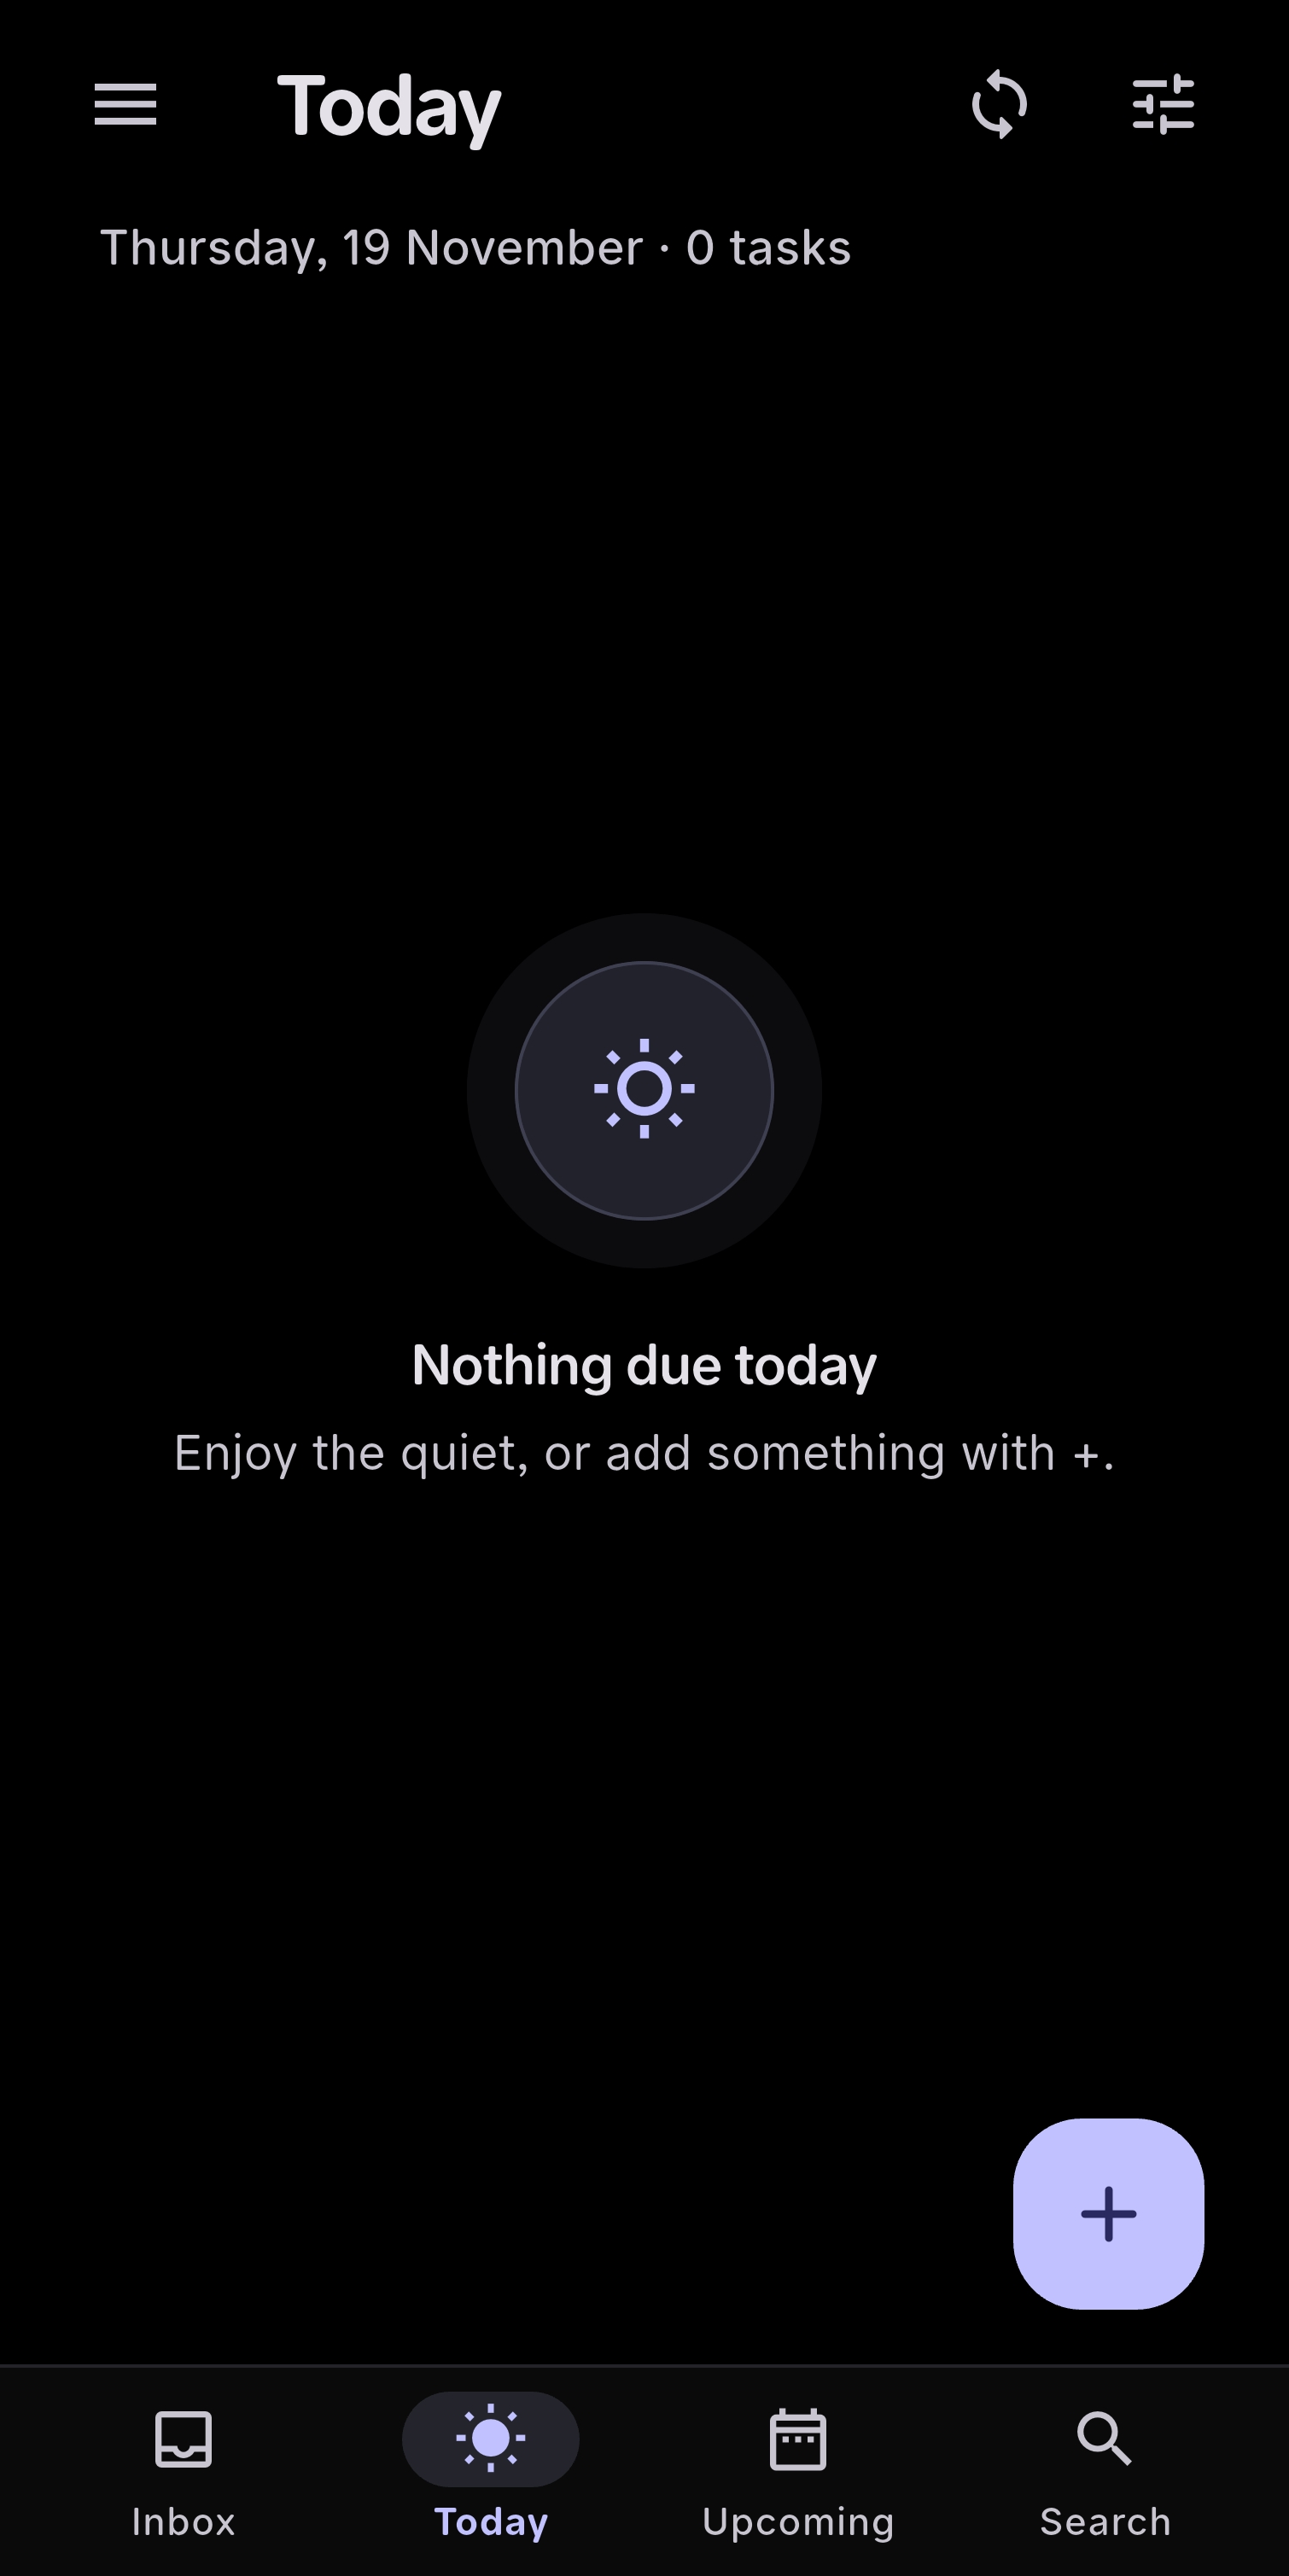 Today
Thursday, 19 November · 0 tasks
Nothing due today
Enjoy the quiet, or add something with +.
Inbox
Today
Upcoming
Search